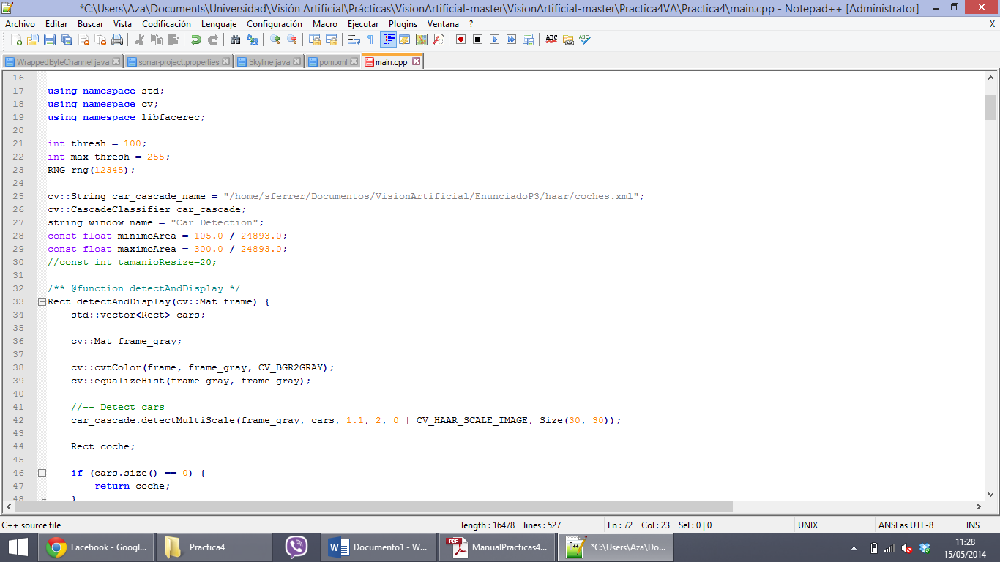 *C:\Users\Aza\Documents\Universidad\Visión Artificial\Prácticas\VisionArtificial-master\VisionArtificial-master\Practica4VA\Practica4\main.cpp - Notepad++ [Administrator]
Archivo Editar Buscar Vista Codificación Lenguaje Configuración Macro Ejecutar Plugins Ventana ? X
WrappedByteChannel.java sonar-project.properties Skyline.java pom.xml main.cpp
16
17 using namespace std;
18 using namespace cv;
19 using namespace libfacerec;
20
21 int thresh = 100;
22 int max_thresh = 255;
23 RNG rng(12345);
24
25 cv::String car_cascade_name = "/home/sferrer/Documentos/VisionArtificial/EnunciadoP3/haar/coches.xml";
26 cv::CascadeClassifier car_cascade;
27 string window_name = "Car Detection";
28 const float minimoArea = 105.0 / 24893.0;
29 const float maximoArea = 300.0 / 24893.0;
30 //const int tamanioResize=20;
31
32 /** @function detectAndDisplay */
33 Rect detectAndDisplay(cv::Mat frame) {
34 std::vector<Rect> cars;
35
36 cv::Mat frame_gray;
37
38 cv::cvtColor(frame, frame_gray, CV_BGR2GRAY);
39 cv::equalizeHist(frame_gray, frame_gray);
40
41 //-- Detect cars
42 car_cascade.detectMultiScale(frame_gray, cars, 1.1, 2, 0 | CV_HAAR_SCALE_IMAGE, Size(30, 30));
43
44 Rect coche;
45
46 if (cars.size() == 0) {
47 return coche;
48 }
C++ source file length : 16478 lines : 527 Ln : 72 Col : 23 Sel : 0 | 0 UNIX ANSI as UTF-8 INS
Facebook - Googl... Practica4 Documento1 - W... ManualPracticas4... *C:\Users\Aza\Do... 11:28
15/05/2014